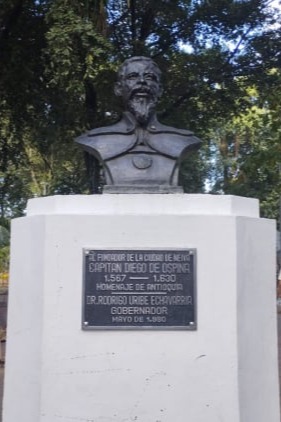 AL FUNDADOR DE LA CIUDAD DE NEIVA
CAPITAN DIEGO DE OSPINA
1.567 — 1.630
HOMENAJE DE ANTIOQUIA
DR. RODRIGO URIBE ECHAVARRIA
GOBERNADOR
MAYO DE 1.980